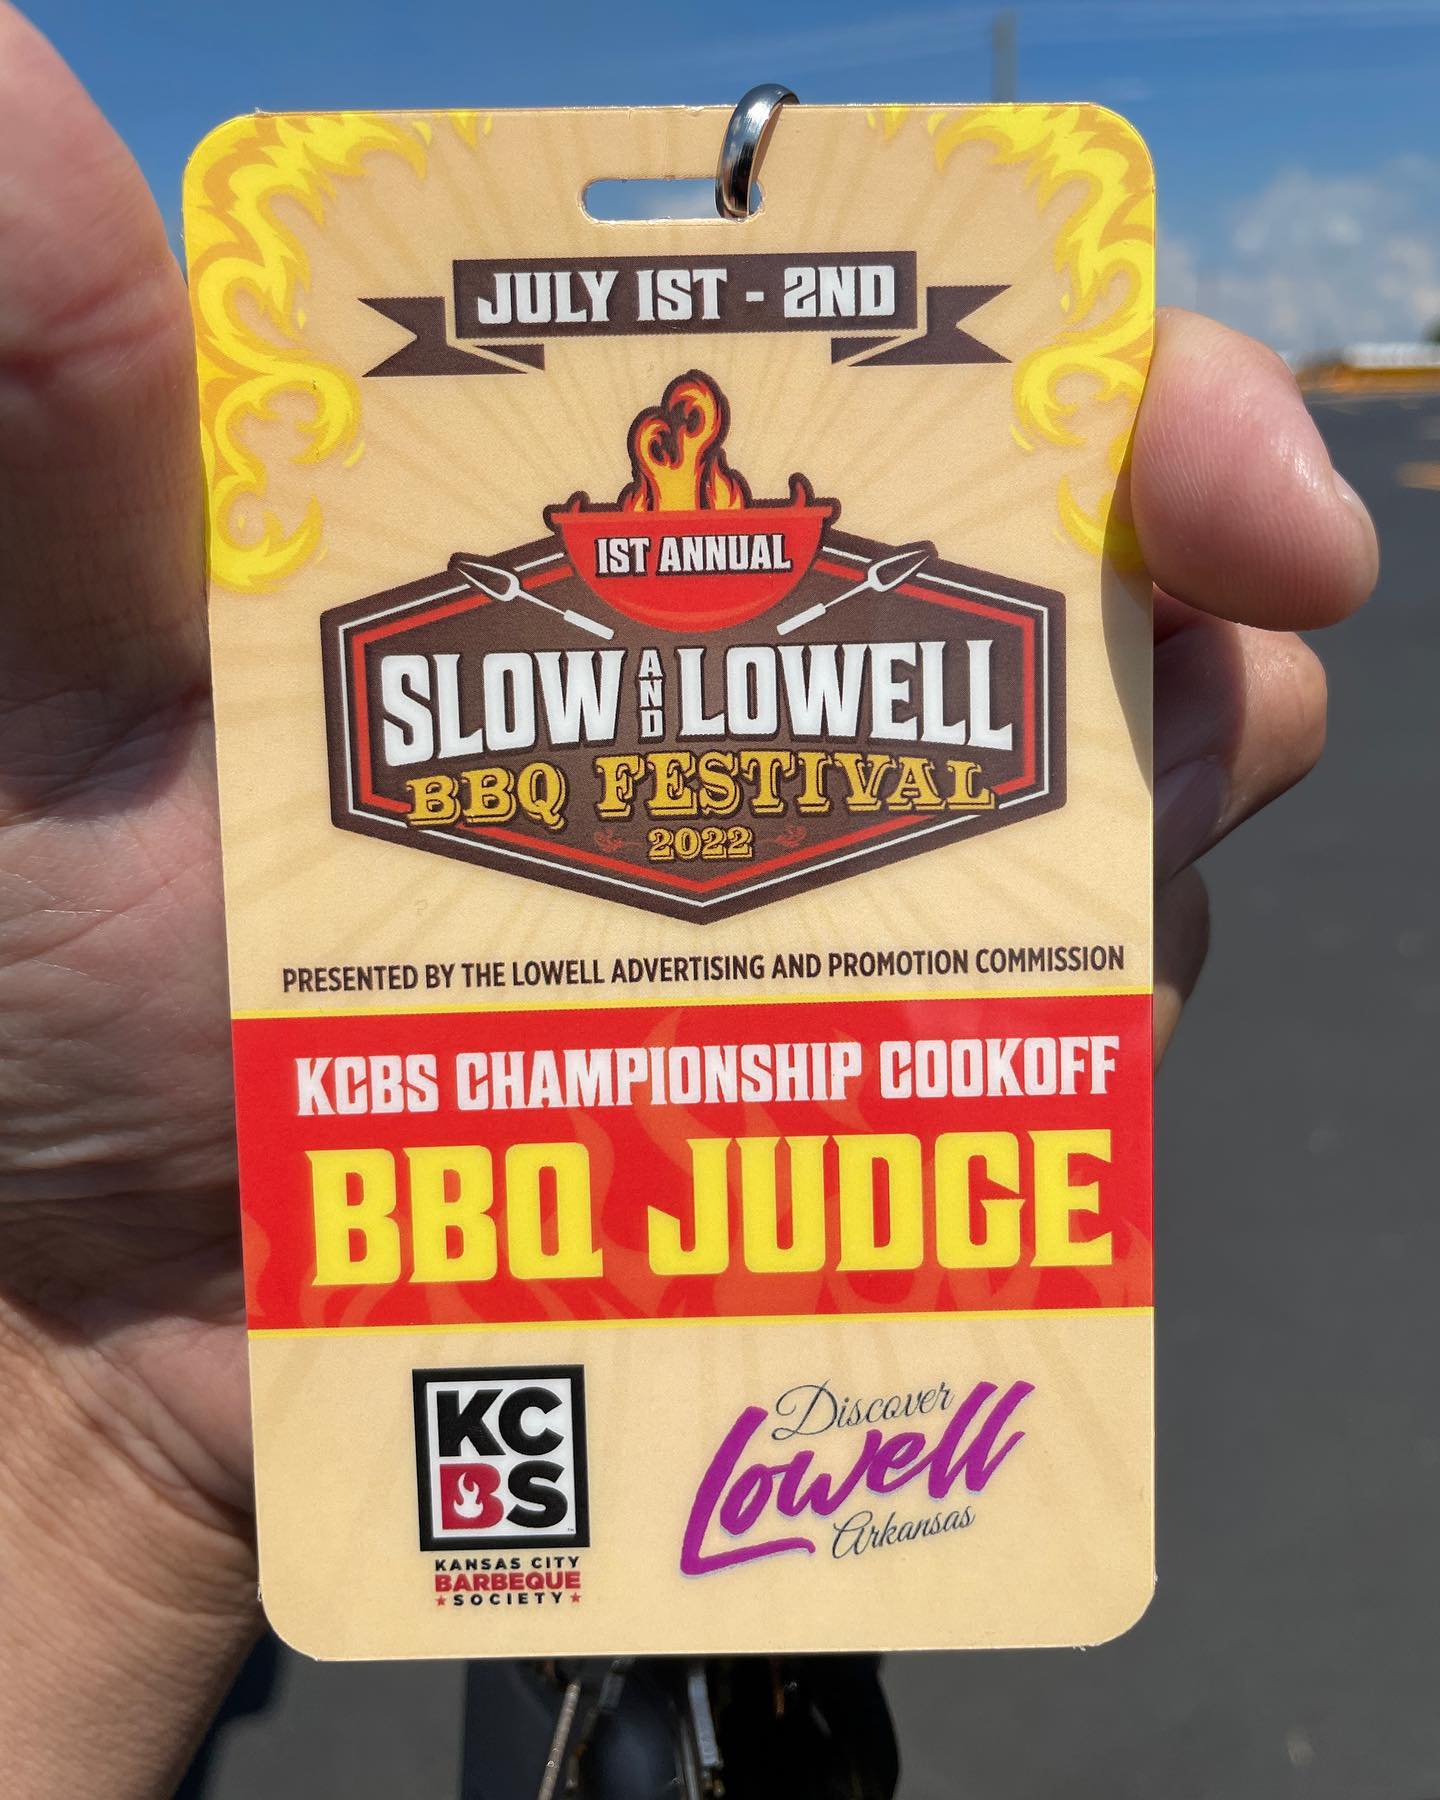 JULY 1ST - 2ND
1ST ANNUAL
SLOW AND LOWELL
BBQ FESTIVAL
2022
PRESENTED BY THE LOWELL ADVERTISING AND PROMOTION COMMISSION
KCBS CHAMPIONSHIP COOKOFF
BBQ JUDGE
KC
BS
KANSAS CITY
BARBEQUE
★SOCIETY★
Discover
Lowell
Arkansas